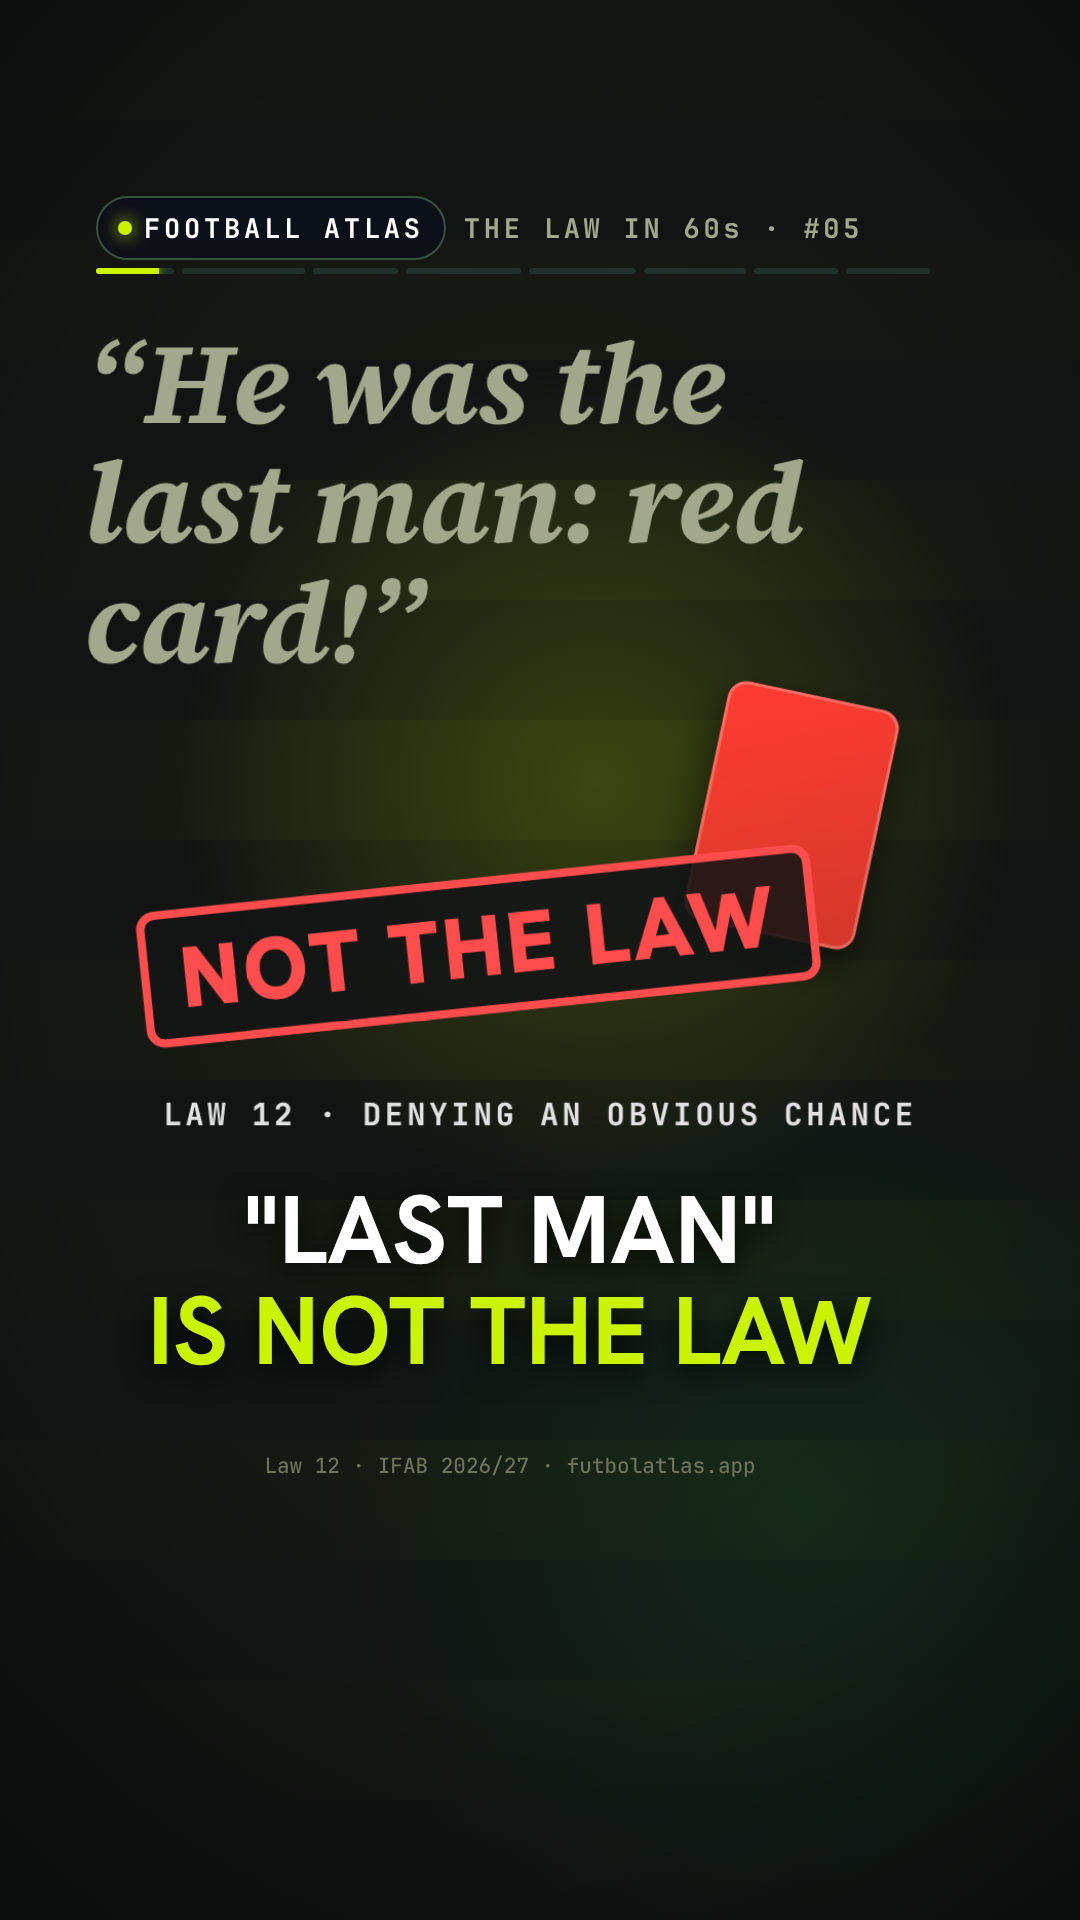 FOOTBALL ATLAS THE LAW IN 60s · #05
“He was the
last man: red
card!”
NOT THE LAW
LAW 12 · DENYING AN OBVIOUS CHANCE
"LAST MAN"
IS NOT THE LAW
Law 12 · IFAB 2026/27 · futbolatlas.app